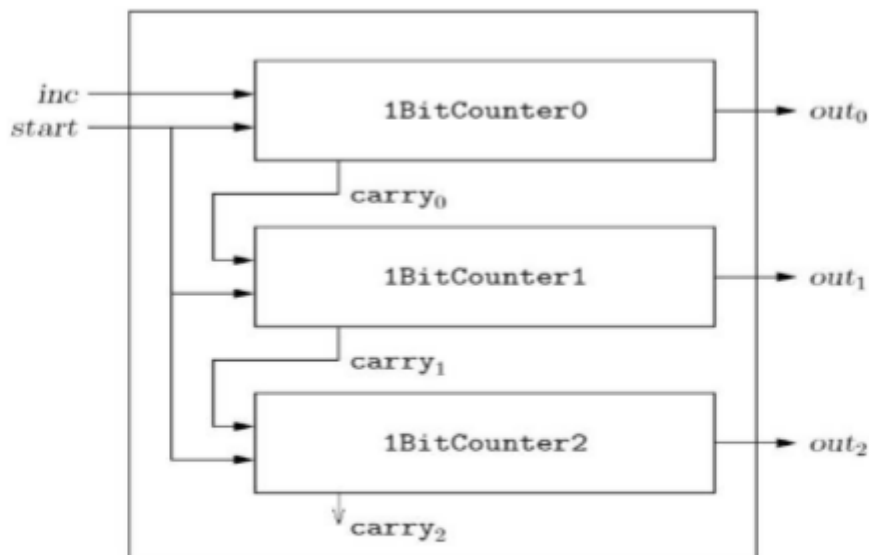 inc
start
1BitCounter0
out₀
carry₀
1BitCounter1
out₁
carry₁
1BitCounter2
out₂
carry₂